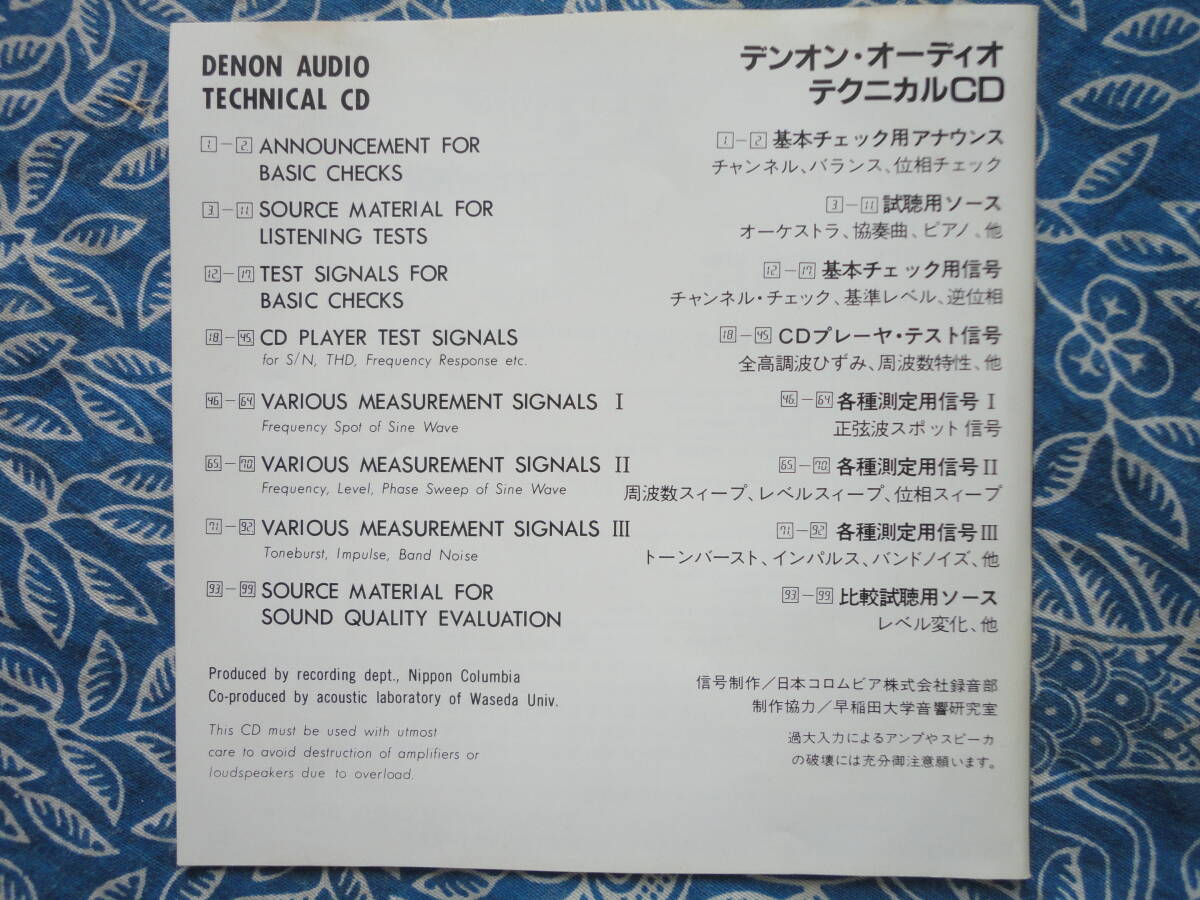 DENON AUDIO
TECHNICAL CD
1–2 ANNOUNCEMENT FOR
BASIC CHECKS
3–11 SOURCE MATERIAL FOR
LISTENING TESTS
12–17 TEST SIGNALS FOR
BASIC CHECKS
18–45 CD PLAYER TEST SIGNALS
for S/N, THD, Frequency Response etc.
46–64 VARIOUS MEASUREMENT SIGNALS I
Frequency Spot of Sine Wave
65–70 VARIOUS MEASUREMENT SIGNALS II
Frequency, Level, Phase Sweep of Sine Wave
71–92 VARIOUS MEASUREMENT SIGNALS III
Toneburst, Impulse, Band Noise
93–99 SOURCE MATERIAL FOR
SOUND QUALITY EVALUATION
Produced by recording dept., Nippon Columbia
Co-produced by acoustic laboratory of Waseda Univ.
This CD must be used with utmost
care to avoid destruction of amplifiers or
loudspeakers due to overload.
デンオン・オーディオ
テクニカルCD
1–2 基本チェック用アナウンス
チャンネル、バランス、位相チェック
3–11 試聴用ソース
オーケストラ、協奏曲、ピアノ、他
12–17 基本チェック用信号
チャンネル・チェック、基準レベル、逆位相
18–45 CDプレーヤ・テスト信号
全高調波ひずみ、周波数特性、他
46–64 各種測定用信号 I
正弦波スポット信号
65–70 各種測定用信号 II
周波数スィープ、レベルスィープ、位相スィープ
71–92 各種測定用信号 III
トーンバースト、インパルス、バンドノイズ、他
93–99 比較試聴用ソース
レベル変化、他
信号制作/日本コロムビア株式会社録音部
制作協力/早稲田大学音響研究室
過大入力によるアンプやスピーカ
の破壊には充分御注意願います。